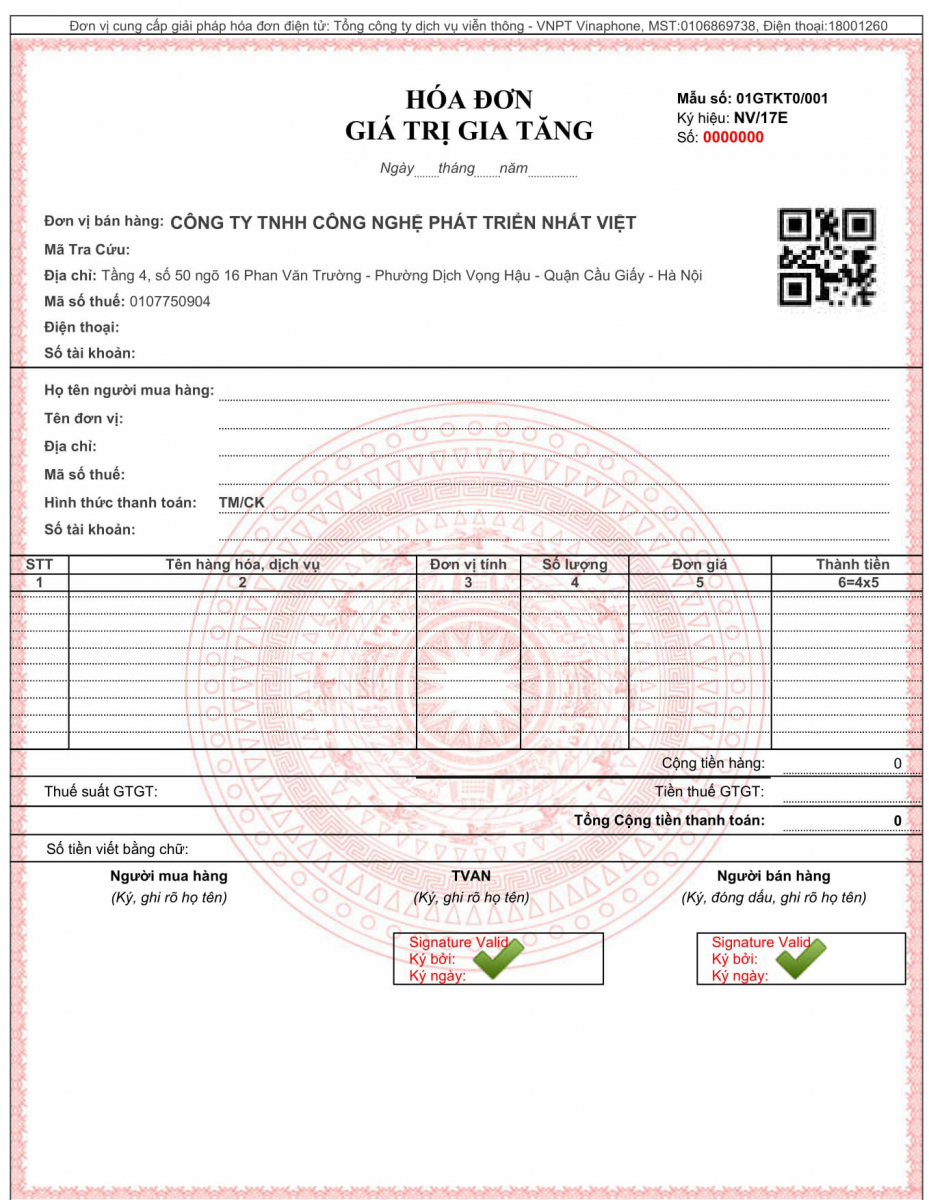 Đơn vị cung cấp giải pháp hóa đơn điện tử: Tổng công ty dịch vụ viễn thông - VNPT Vinaphone, MST:0106869738, Điện thoại:18001260
HÓA ĐƠN
GIÁ TRỊ GIA TĂNG
Ngày......tháng......năm............
Mẫu số: 01GTKT0/001
Ký hiệu: NV/17E
Số: 0000000
Đơn vị bán hàng: CÔNG TY TNHH CÔNG NGHỆ PHÁT TRIỂN NHẤT VIỆT
Mã Tra Cứu:
Địa chỉ: Tầng 4, số 50 ngõ 16 Phan Văn Trường - Phường Dịch Vọng Hậu - Quận Cầu Giấy - Hà Nội
Mã số thuế: 0107750904
Điện thoại:
Số tài khoản:
Họ tên người mua hàng:
Tên đơn vị:
Địa chỉ:
Mã số thuế:
Hình thức thanh toán: TM/CK
Số tài khoản:
STT Tên hàng hóa, dịch vụ Đơn vị tính Số lượng Đơn giá Thành tiền
1 2 3 4 5 6=4x5
Cộng tiền hàng: 0
Thuế suất GTGT: Tiền thuế GTGT:
Tổng Cộng tiền thanh toán: 0
Số tiền viết bằng chữ:
Người mua hàng TVAN Người bán hàng
(Ký, ghi rõ họ tên) (Ký, ghi rõ họ tên) (Ký, đóng dấu, ghi rõ họ tên)
Signature Valid Signature Valid
Ký bởi: Ký bởi:
Ký ngày: Ký ngày: